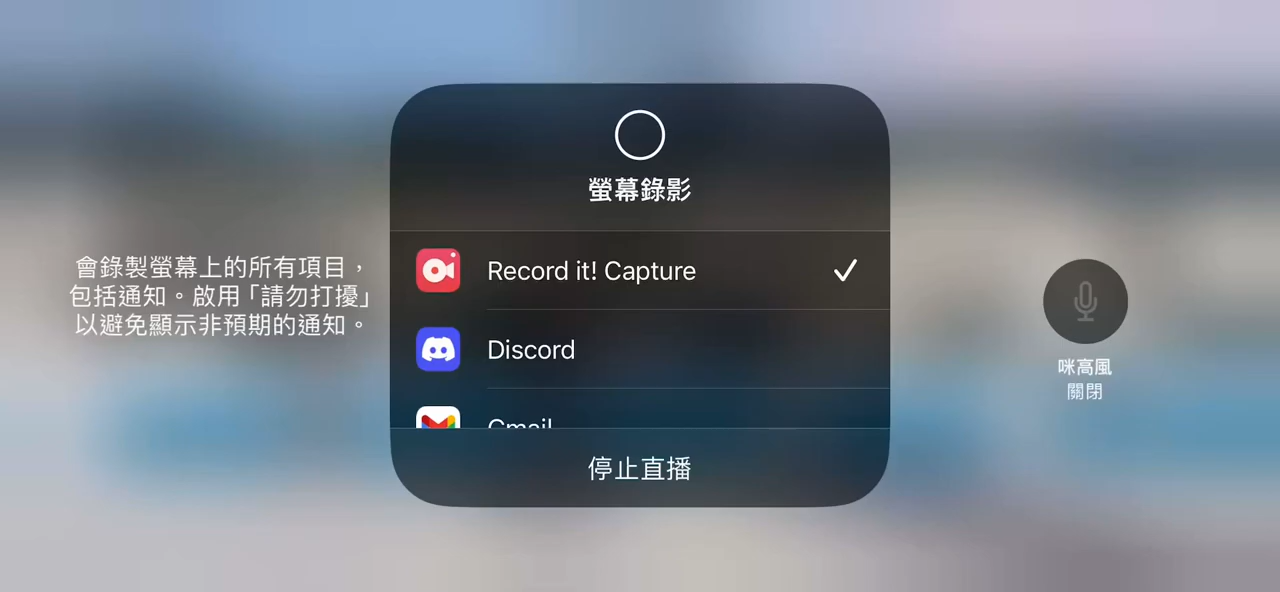 螢幕錄影
會錄製螢幕上的所有項目，
包括通知。啟用「請勿打擾」
以避免顯示非預期的通知。
Record it! Capture
Discord
Gmail
停止直播
咪高風
關閉